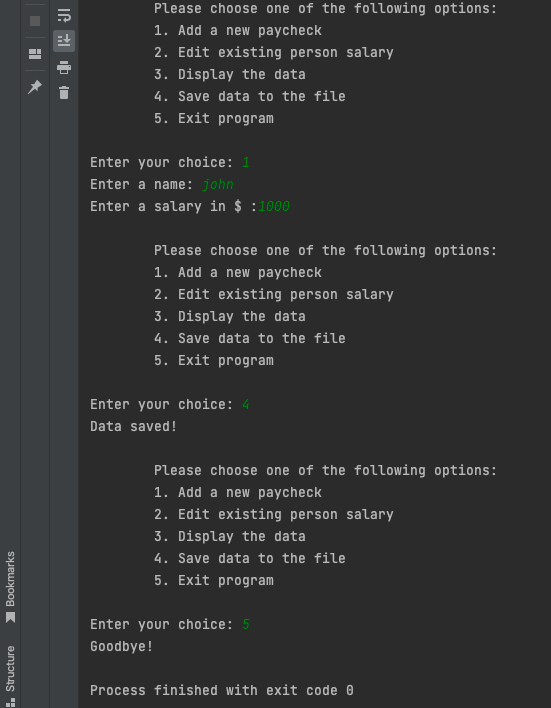 Please choose one of the following options:
1. Add a new paycheck
2. Edit existing person salary
3. Display the data
4. Save data to the file
5. Exit program
Enter your choice: 1
Enter a name: john
Enter a salary in $ :1000
Please choose one of the following options:
1. Add a new paycheck
2. Edit existing person salary
3. Display the data
4. Save data to the file
5. Exit program
Enter your choice: 4
Data saved!
Please choose one of the following options:
1. Add a new paycheck
2. Edit existing person salary
3. Display the data
4. Save data to the file
5. Exit program
Enter your choice: 5
Goodbye!
Process finished with exit code 0
Bookmarks
Structure